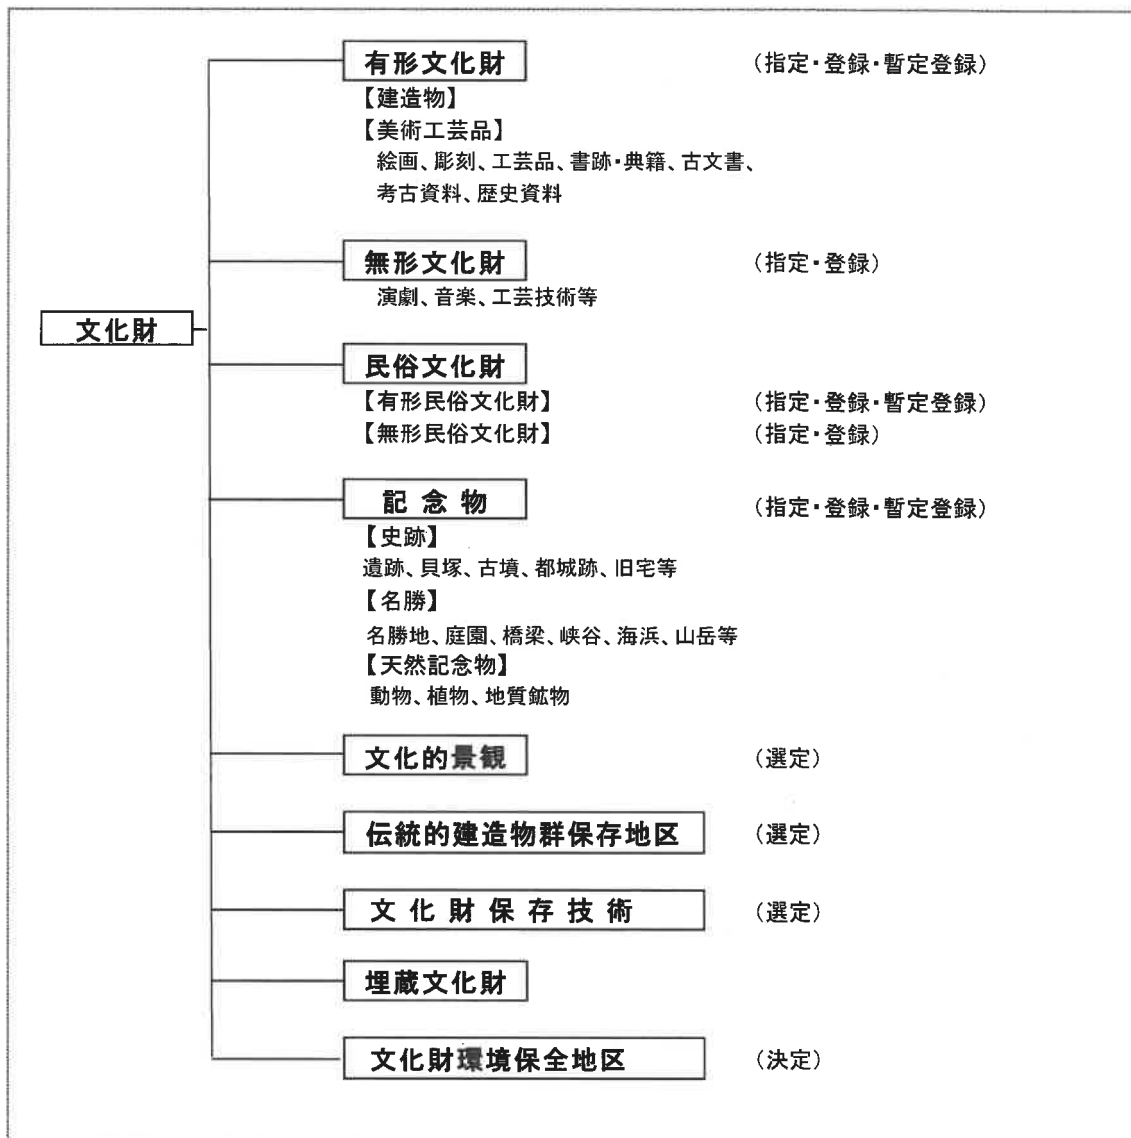 文化財
有形文化財 (指定・登録・暫定登録)
【建造物】
【美術工芸品】
絵画、彫刻、工芸品、書跡・典籍、古文書、
考古資料、歴史資料
無形文化財 (指定・登録)
演劇、音楽、工芸技術等
民俗文化財
【有形民俗文化財】 (指定・登録・暫定登録)
【無形民俗文化財】 (指定・登録)
記念物 (指定・登録・暫定登録)
【史跡】
遺跡、貝塚、古墳、都城跡、旧宅等
【名勝】
名勝地、庭園、橋梁、峡谷、海浜、山岳等
【天然記念物】
動物、植物、地質鉱物
文化的景観 (選定)
伝統的建造物群保存地区 (選定)
文化財保存技術 (選定)
埋蔵文化財
文化財環境保全地区 (決定)